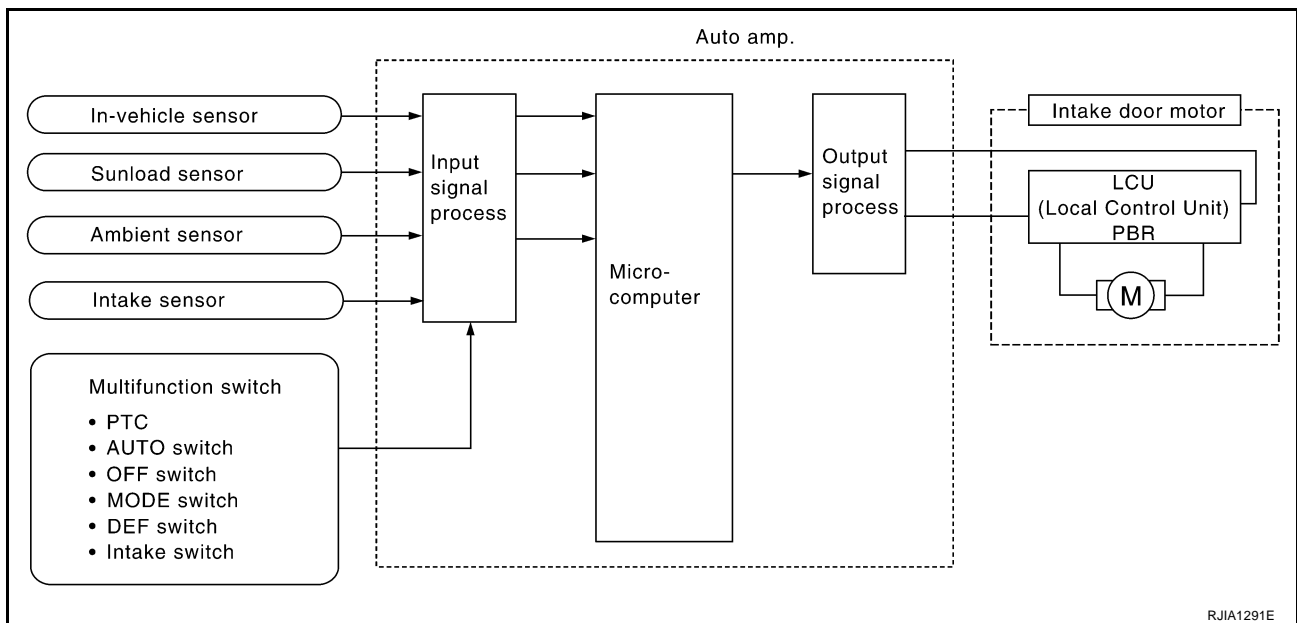 Auto amp.
In-vehicle sensor
Sunload sensor
Ambient sensor
Intake sensor
Multifunction switch
• PTC
• AUTO switch
• OFF switch
• MODE switch
• DEF switch
• Intake switch
Input
signal
process
Micro-
computer
Output
signal
process
Intake door motor
LCU
(Local Control Unit)
PBR
M
RJIA1291E